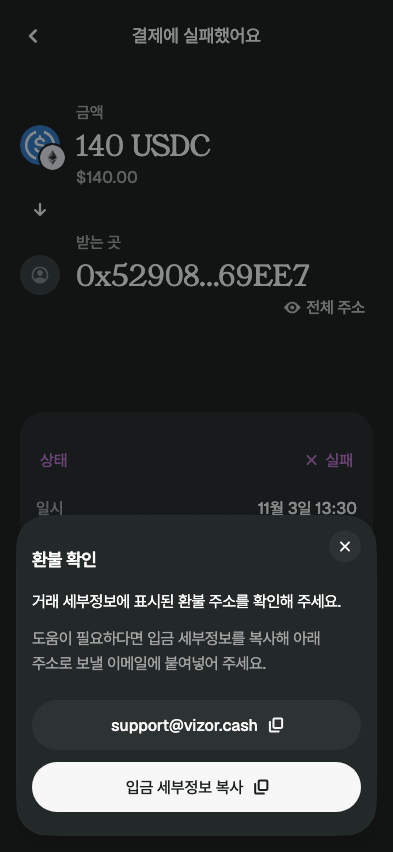 결제에 실패했어요
금액
140 USDC
$140.00
받는 곳
0x52908...69EE7
전체 주소
상태
실패
일시
11월 3일 13:30
환불 확인
거래 세부정보에 표시된 환불 주소를 확인해 주세요.
도움이 필요하다면 입금 세부정보를 복사해 아래
주소로 보낼 이메일에 붙여넣어 주세요.
support@vizor.cash
입금 세부정보 복사